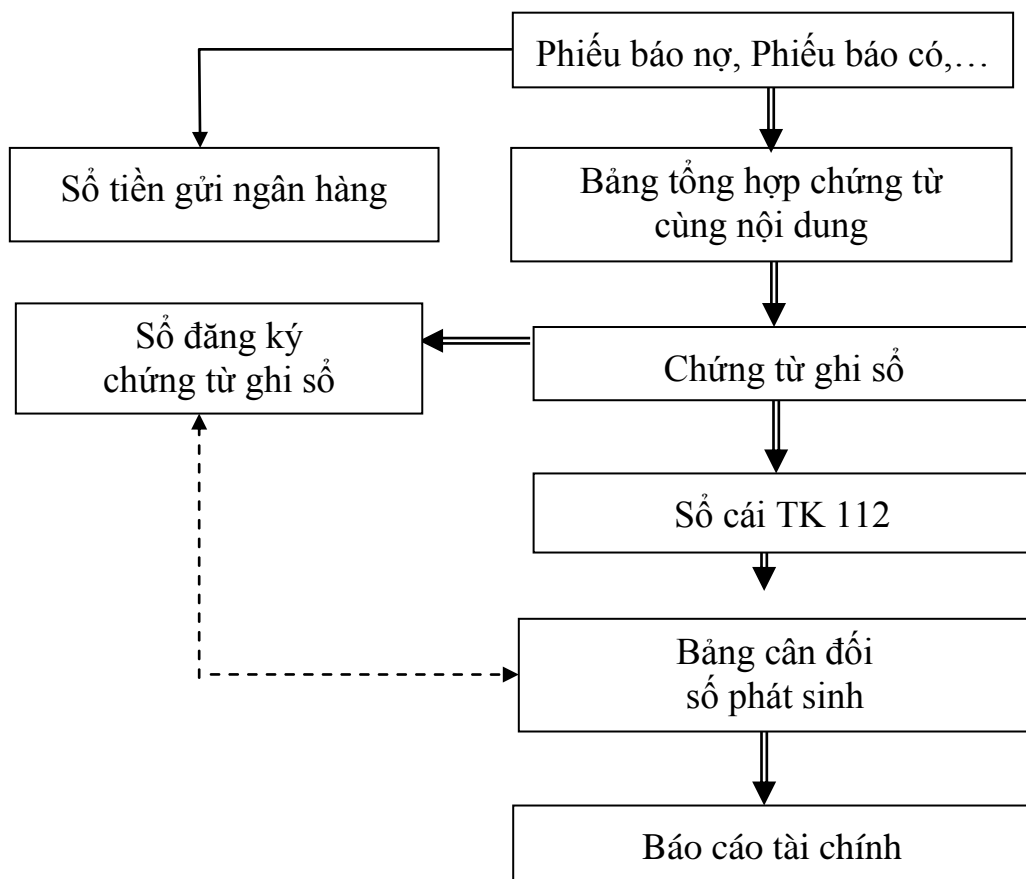 Phiếu báo nợ, Phiếu báo có,…
Sổ tiền gửi ngân hàng
Bảng tổng hợp chứng từ
cùng nội dung
Sổ đăng ký
chứng từ ghi sổ
Chứng từ ghi sổ
Sổ cái TK 112
Bảng cân đối
số phát sinh
Báo cáo tài chính